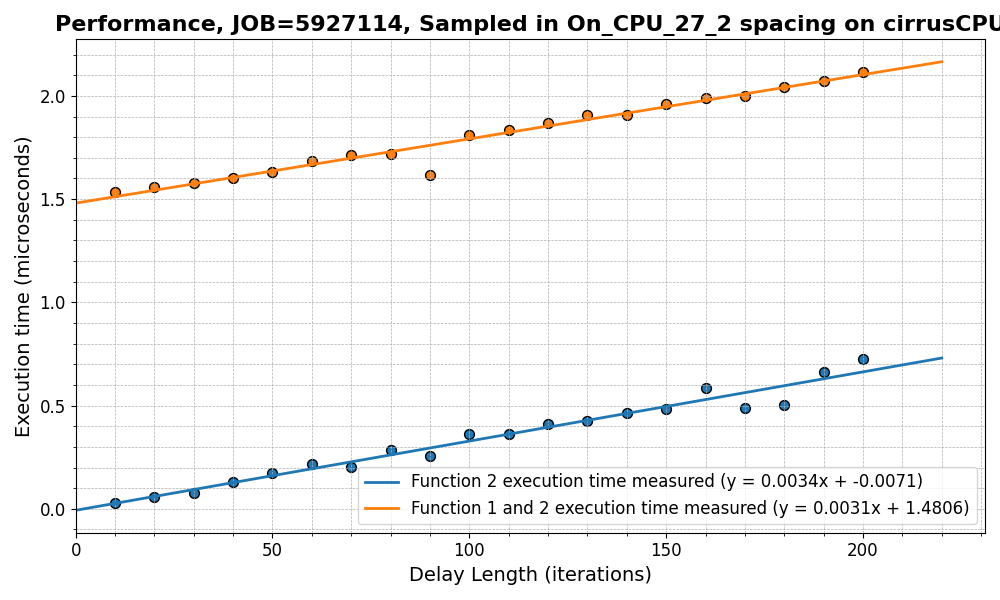 Performance, JOB=5927114, Sampled in On_CPU_27_2 spacing on cirrusCPU
2.0
1.5
1.0
0.5
0.0
Execution time (microseconds)
0 50 100 150 200
Delay Length (iterations)
Function 2 execution time measured (y = 0.0034x + -0.0071)
Function 1 and 2 execution time measured (y = 0.0031x + 1.4806)